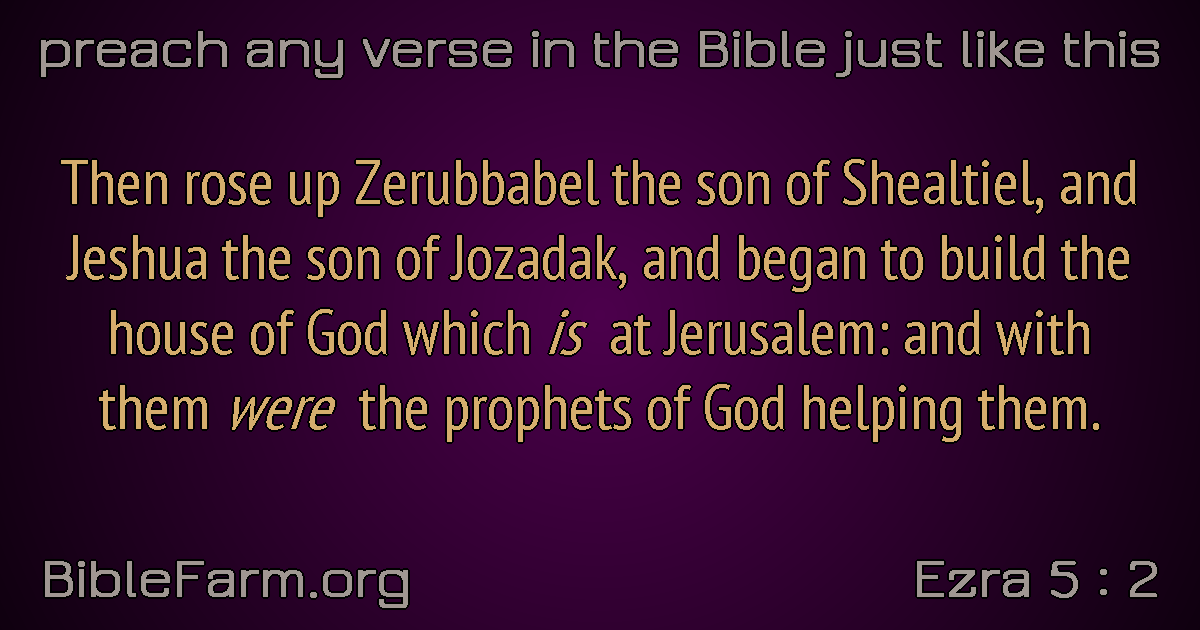 preach any verse in the Bible just like this
Then rose up Zerubbabel the son of Shealtiel, and
Jeshua the son of Jozadak, and began to build the
house of God which is at Jerusalem: and with
them were the prophets of God helping them.
BibleFarm.org
Ezra 5 : 2